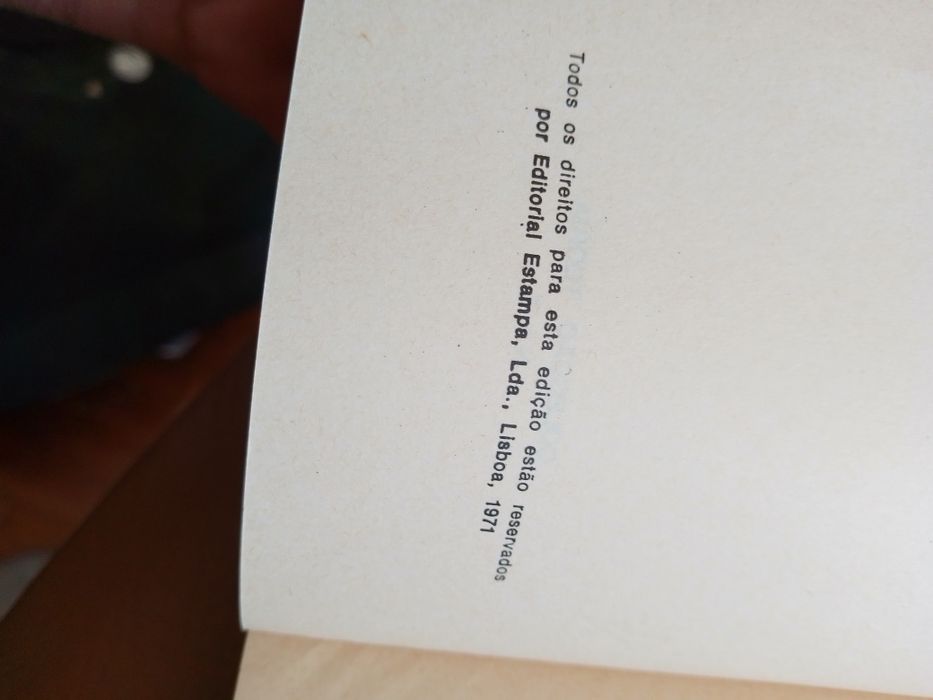 Todos os direitos para esta edição estão reservados
por Editorial Estampa, Lda., Lisboa, 1971